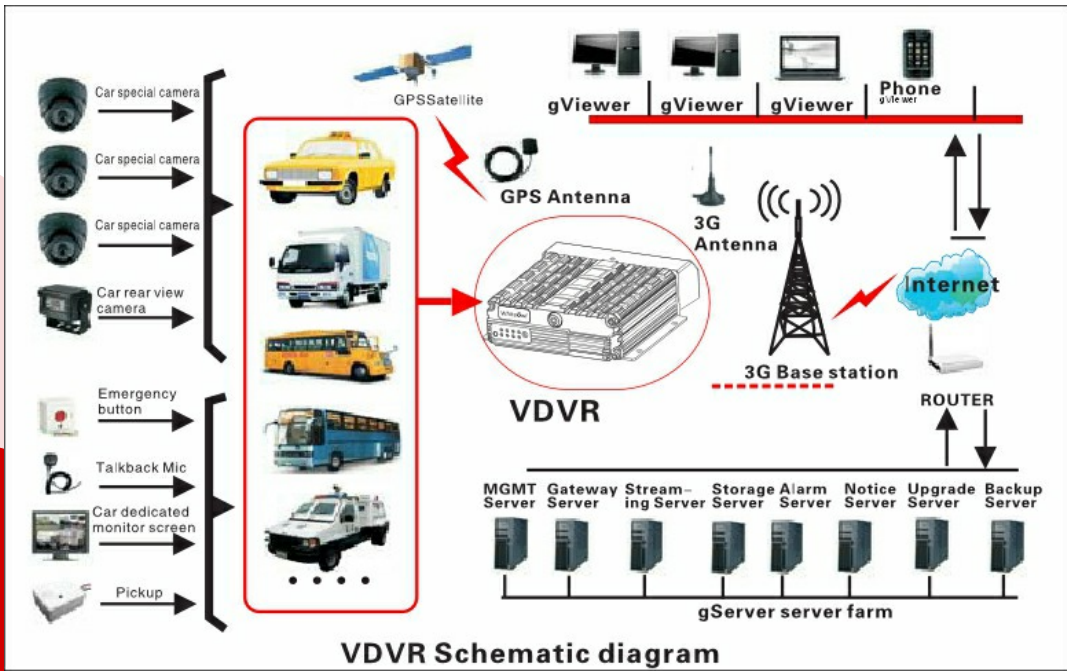 Car special camera
Car special camera
Car special camera
Car rear view
camera
Emergency
button
Talkback Mic
Car dedicated
monitor screen
Pickup
GPSSatellite
GPS Antenna
3G
Antenna
VDVR
3G Base station
gViewer
gViewer
gViewer
Phone
gViewer
Internet
ROUTER
MGMT
Server
Gateway
Server
Stream-
ing Server
Storage
Server
Alarm
Server
Notice
Server
Upgrade
Server
Backup
Server
gServer server farm
VDVR Schematic diagram